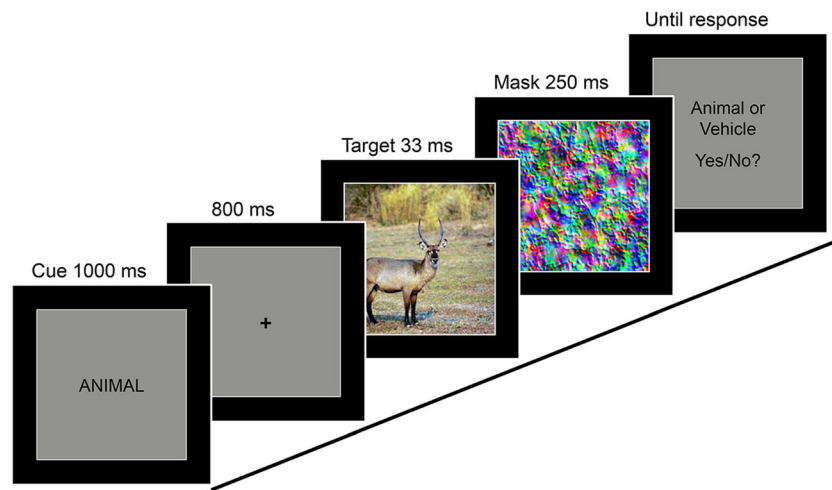 Until response
Mask 250 ms
Animal or
Vehicle
Yes/No?
Target 33 ms
800 ms
+
Cue 1000 ms
ANIMAL